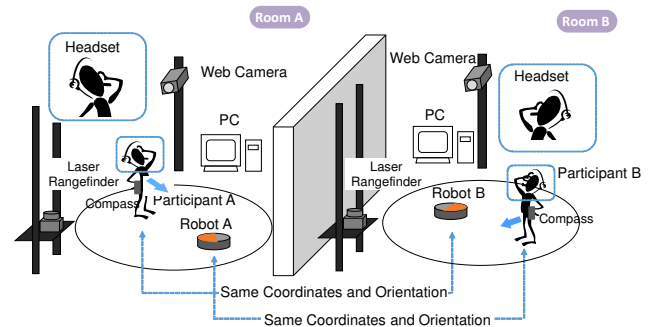 Room A
Headset
Web Camera
PC
Laser
Rangefinder
Compass
Participant A
Robot A
Room B
Web Camera
Headset
PC
Laser
Rangefinder
Participant B
Robot B
Compass
Same Coordinates and Orientation
Same Coordinates and Orientation